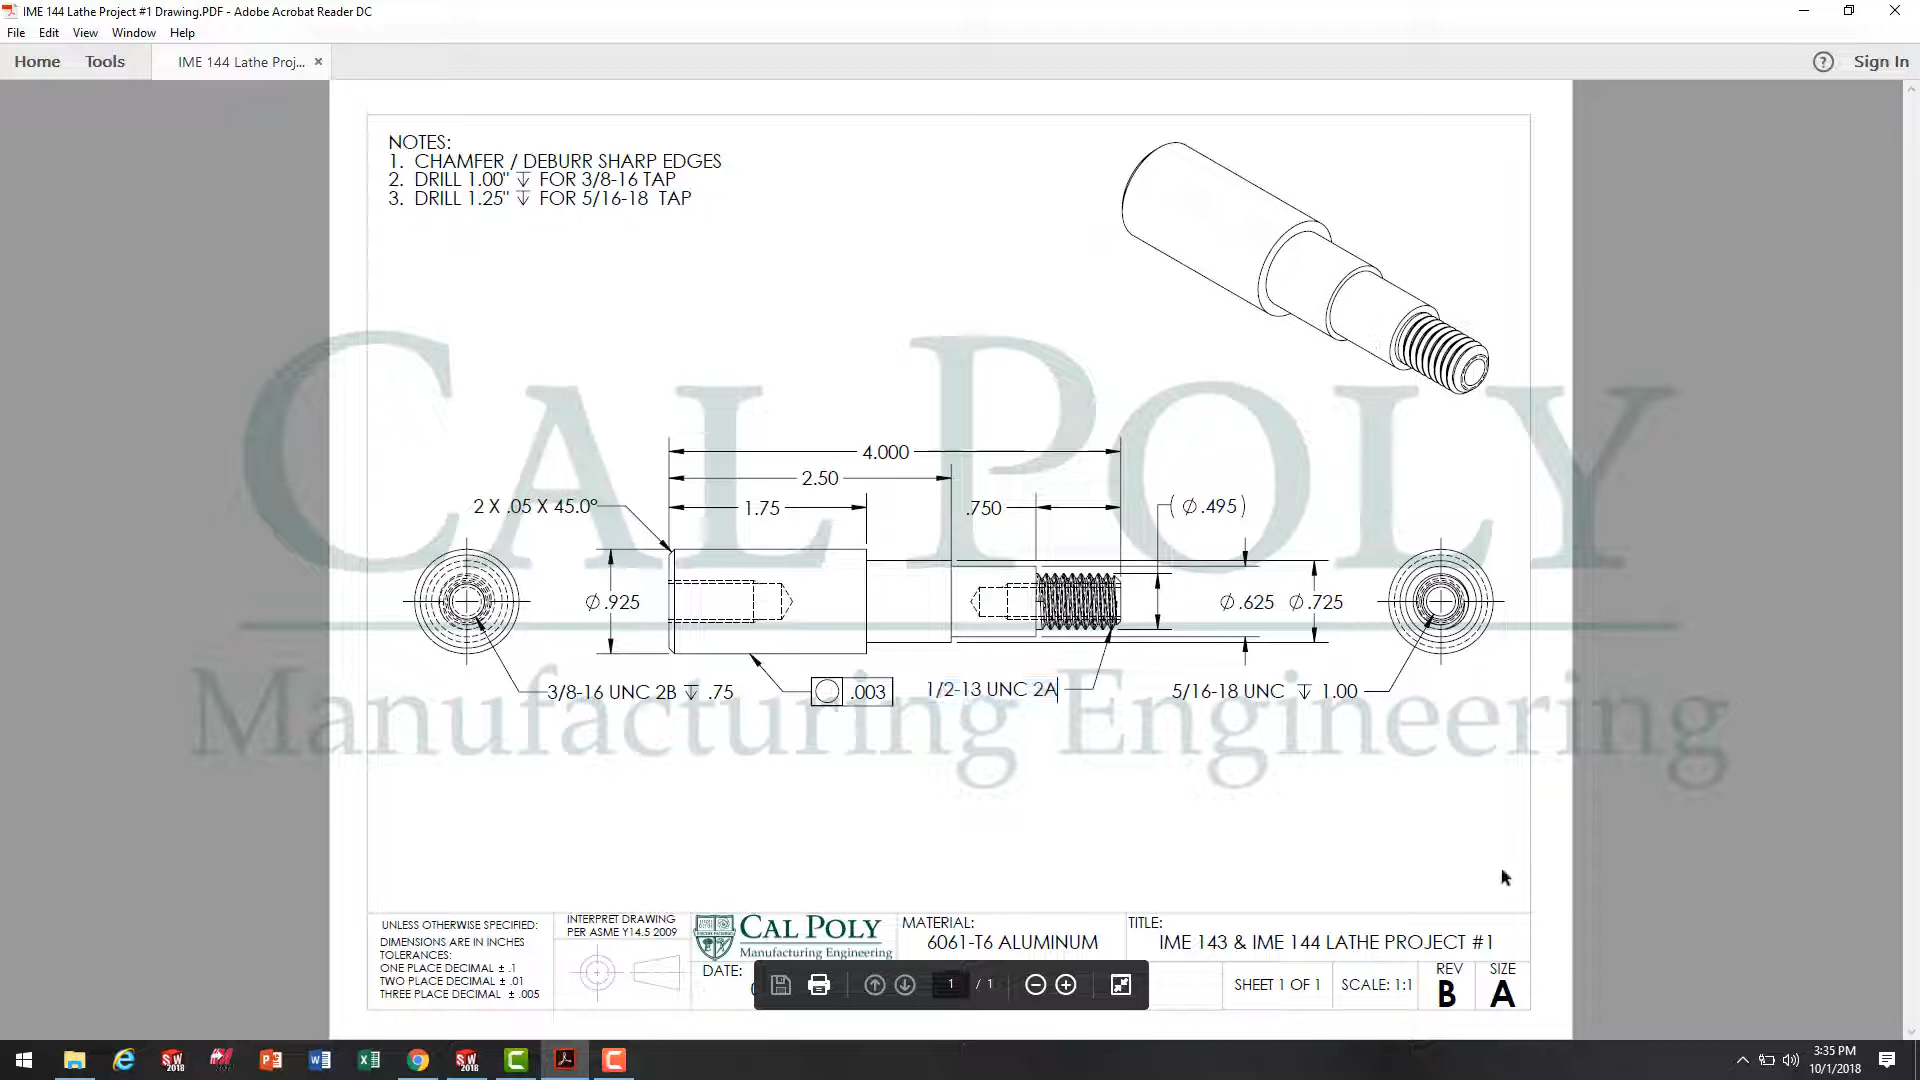 IME 144 Lathe Project #1 Drawing.PDF - Adobe Acrobat Reader DC
File Edit View Window Help
Home Tools IME 144 Lathe Proj... Sign In
NOTES:
1. CHAMFER / DEBURR SHARP EDGES
2. DRILL 1.00" ↧ FOR 3/8-16 TAP
3. DRILL 1.25" ↧ FOR 5/16-18 TAP
CAL POLY
Manufacturing Engineering
4.000
2.50
2 X .05 X 45.0° 1.75 .750 (∅.495)
∅.925 ∅.625 ∅.725
3/8-16 UNC 2B ↧ .75 ○ .003 1/2-13 UNC 2A 5/16-18 UNC ↧ 1.00
UNLESS OTHERWISE SPECIFIED:
DIMENSIONS ARE IN INCHES
TOLERANCES:
ONE PLACE DECIMAL ± .1
TWO PLACE DECIMAL ± .01
THREE PLACE DECIMAL ± .005
INTERPRET DRAWING
PER ASME Y14.5 2009
CAL POLY
Manufacturing Engineering
DATE:
MATERIAL:
6061-T6 ALUMINUM
TITLE:
IME 143 & IME 144 LATHE PROJECT #1
SHEET 1 OF 1
SCALE: 1:1
REV
B
SIZE
A
1 / 1
SW 2018
SW 2018
3:35 PM
10/1/2018